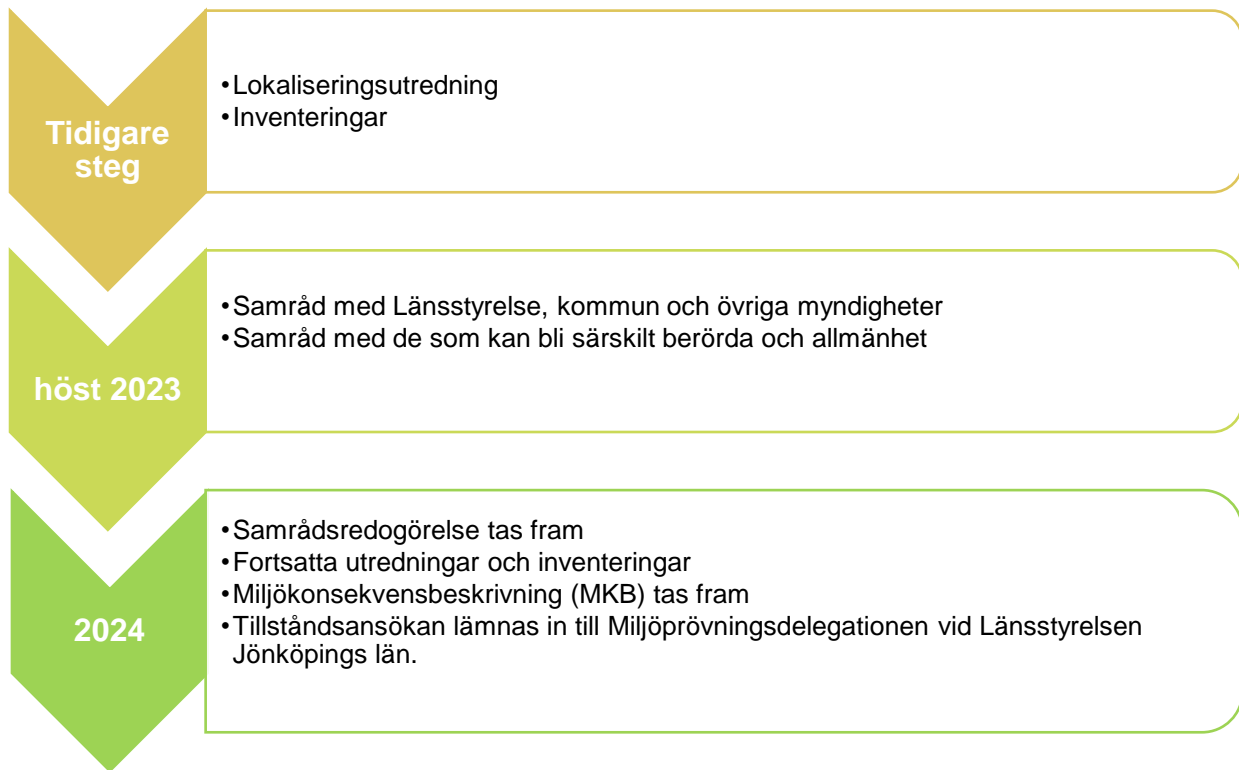 Tidigare
steg
•Lokaliseringsutredning
•Inventeringar
höst 2023
•Samråd med Länsstyrelse, kommun och övriga myndigheter
•Samråd med de som kan bli särskilt berörda och allmänhet
2024
•Samrådsredogörelse tas fram
•Fortsatta utredningar och inventeringar
•Miljökonsekvensbeskrivning (MKB) tas fram
•Tillståndsansökan lämnas in till Miljöprövningsdelegationen vid Länsstyrelsen
Jönköpings län.